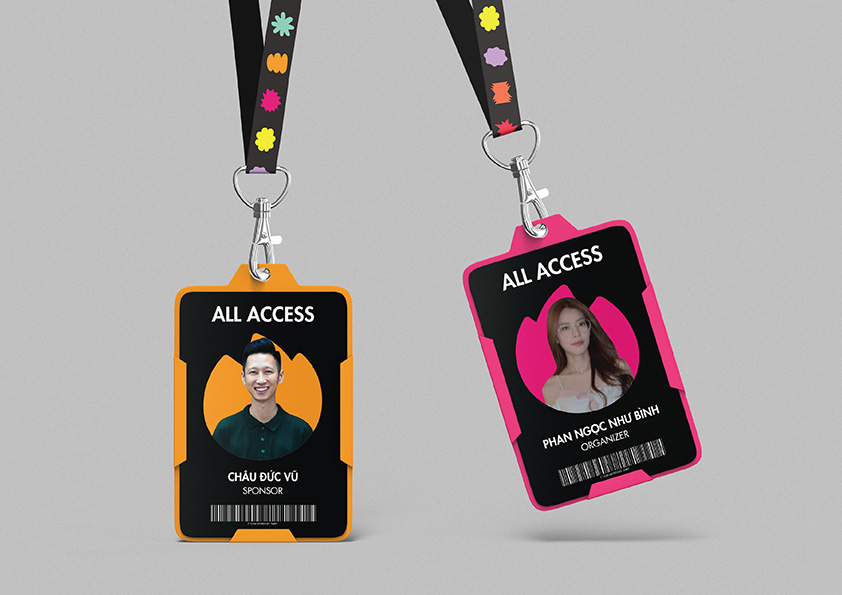 ALL ACCESS
CHÂU ĐỨC VŨ
SPONSOR
ALL ACCESS
PHAN NGỌC NHƯ BÌNH
ORGANIZER